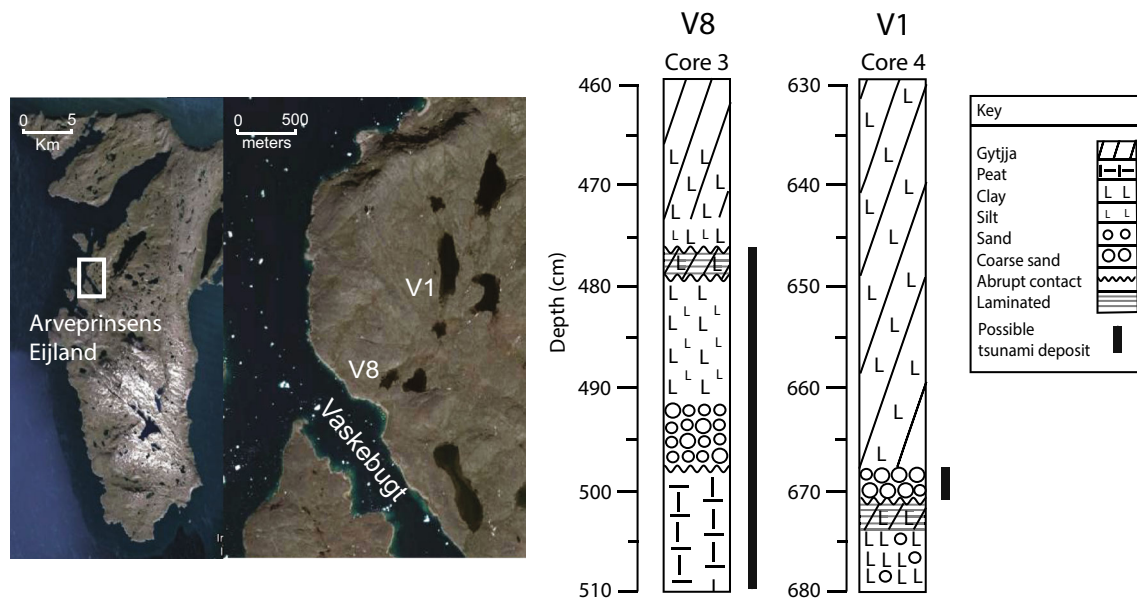 0 5
Km
Arveprinsens
Eijland
0 500
meters
V1
V8
Vaskebugt
V8
Core 3
Depth (cm)
460
470
480
490
500
510
V1
Core 4
630
640
650
660
670
680
Key
Gytjja
Peat
Clay
L L
Silt
L L
Sand
Coarse sand
Abrupt contact
Laminated
Possible
tsunami deposit